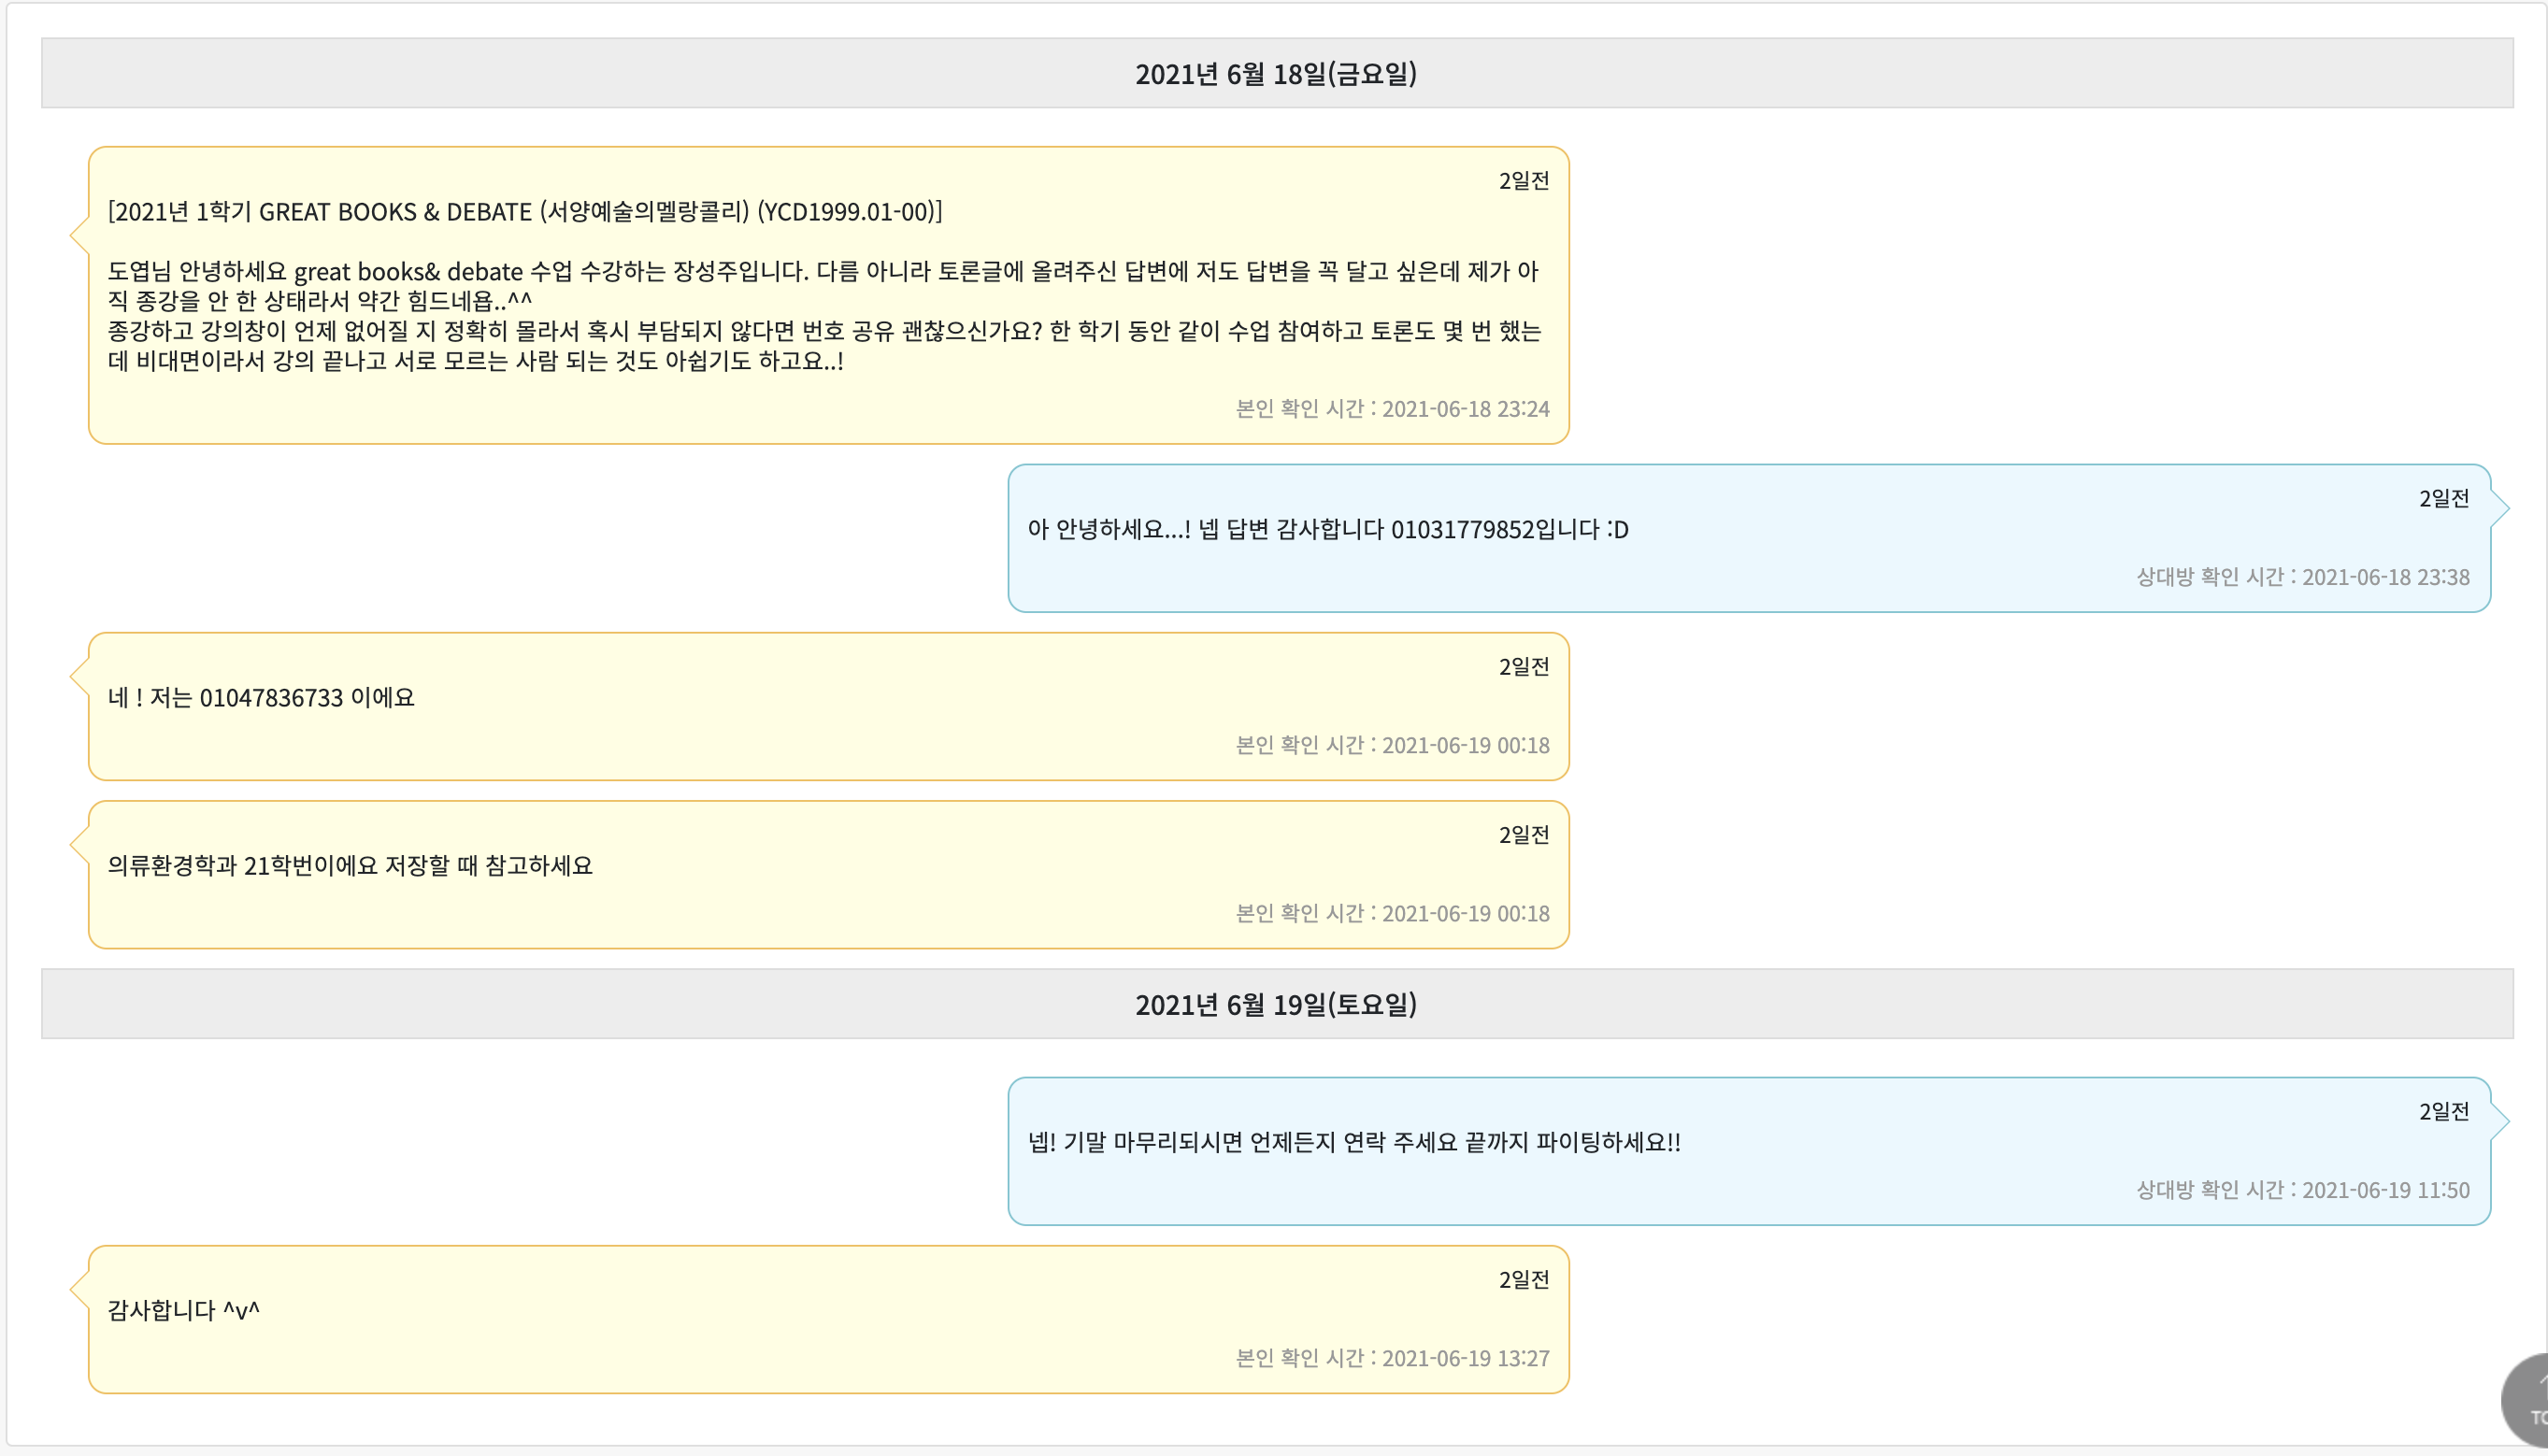 2021년 6월 18일(금요일)
2일전
[2021년 1학기 GREAT BOOKS & DEBATE (서양예술의멜랑콜리) (YCD1999.01-00)]
도엽님 안녕하세요 great books& debate 수업 수강하는 장성주입니다. 다름 아니라 토론글에 올려주신 답변에 저도 답변을 꼭 달고 싶은데 제가 아
직 종강을 안 한 상태라서 약간 힘드네욥..^^
종강하고 강의창이 언제 없어질 지 정확히 몰라서 혹시 부담되지 않다면 번호 공유 괜찮으신가요? 한 학기 동안 같이 수업 참여하고 토론도 몇 번 했는
데 비대면이라서 강의 끝나고 서로 모르는 사람 되는 것도 아쉽기도 하고요..!
본인 확인 시간 : 2021-06-18 23:24
2일전
아 안녕하세요...! 넵 답변 감사합니다 01031779852입니다 :D
상대방 확인 시간 : 2021-06-18 23:38
2일전
네 ! 저는 01047836733 이에요
본인 확인 시간 : 2021-06-19 00:18
2일전
의류환경학과 21학번이에요 저장할 때 참고하세요
본인 확인 시간 : 2021-06-19 00:18
2021년 6월 19일(토요일)
2일전
넵! 기말 마무리되시면 언제든지 연락 주세요 끝까지 파이팅하세요!!
상대방 확인 시간 : 2021-06-19 11:50
2일전
감사합니다 ^v^
본인 확인 시간 : 2021-06-19 13:27